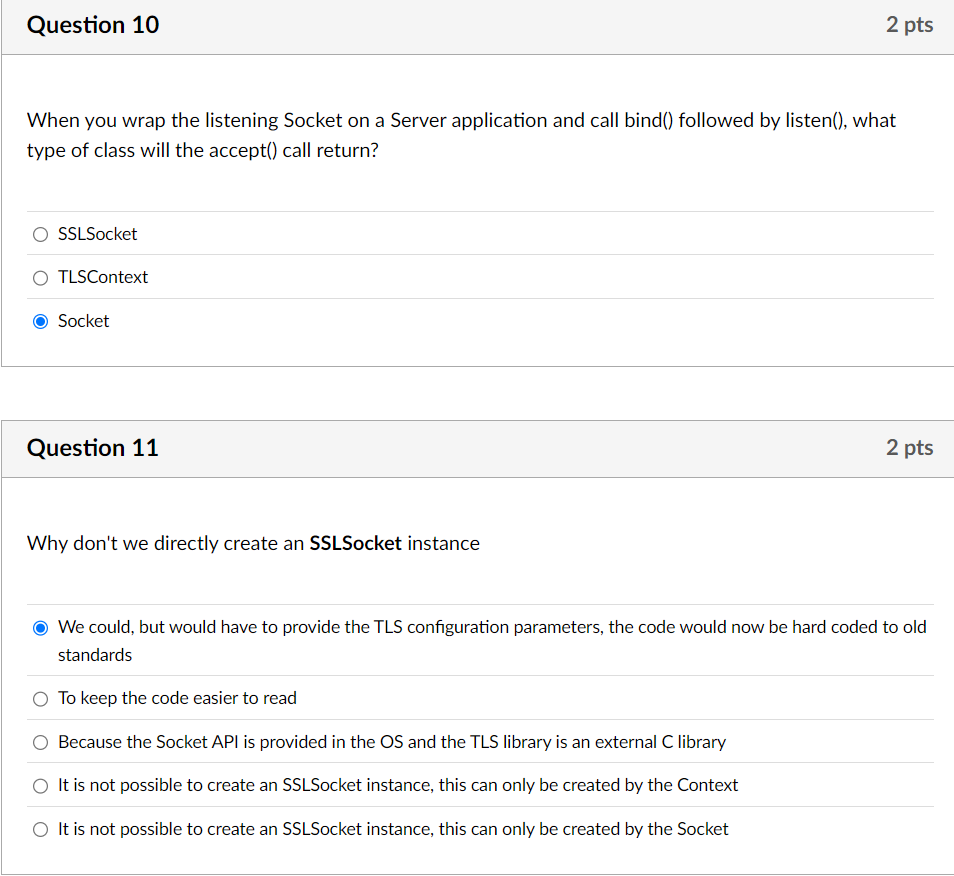 Question 10
2 pts
When you wrap the listening Socket on a Server application and call bind() followed by listen(), what
type of class will the accept() call return?
SSLSocket
TLSContext
Socket
Question 11
2 pts
Why don't we directly create an SSLSocket instance
We could, but would have to provide the TLS configuration parameters, the code would now be hard coded to old
standards
To keep the code easier to read
Because the Socket API is provided in the OS and the TLS library is an external C library
It is not possible to create an SSLSocket instance, this can only be created by the Context
It is not possible to create an SSLSocket instance, this can only be created by the Socket